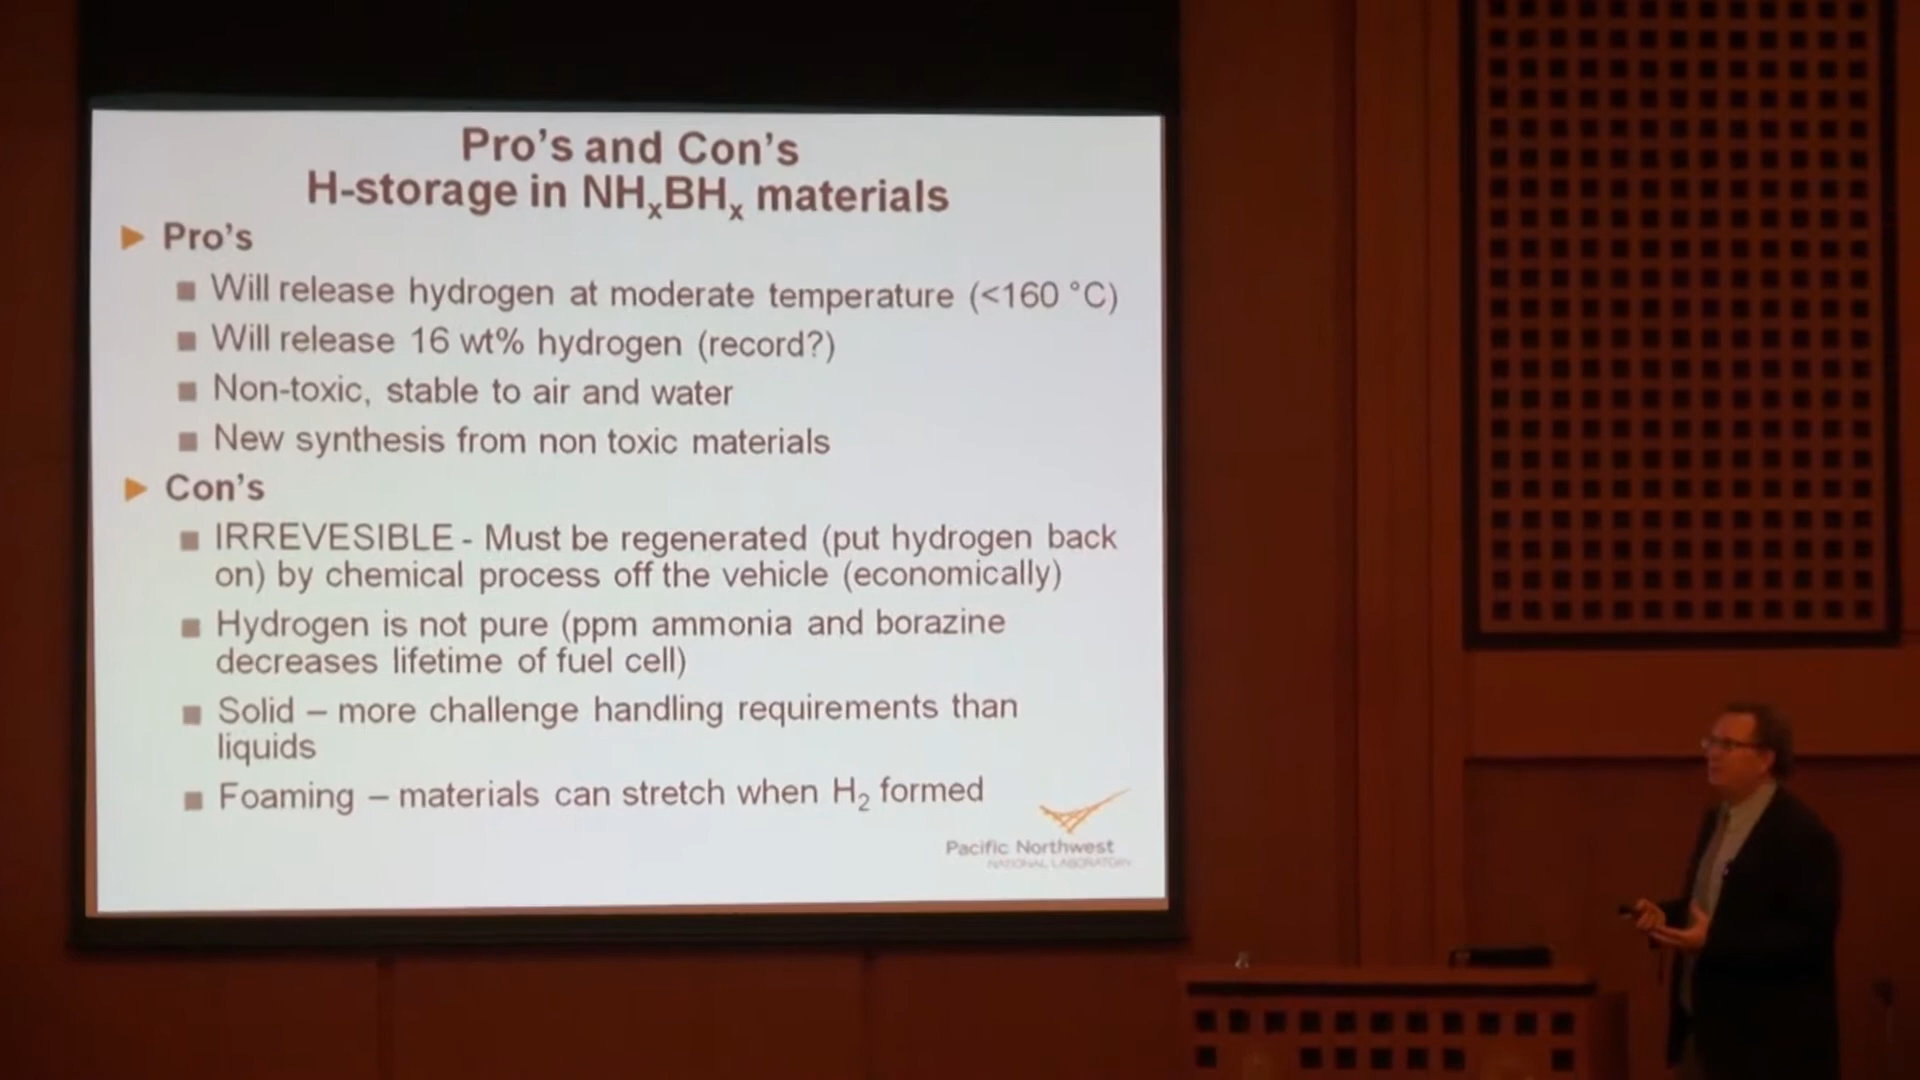 Pro's and Con's
H-storage in NHₓBHₓ materials
Pro's
Will release hydrogen at moderate temperature (<160 °C)
Will release 16 wt% hydrogen (record?)
Non-toxic, stable to air and water
New synthesis from non toxic materials
Con's
IRREVESIBLE - Must be regenerated (put hydrogen back
on) by chemical process off the vehicle (economically)
Hydrogen is not pure (ppm ammonia and borazine
decreases lifetime of fuel cell)
Solid – more challenge handling requirements than
liquids
Foaming – materials can stretch when H₂ formed
Pacific Northwest
NATIONAL LABORATORY